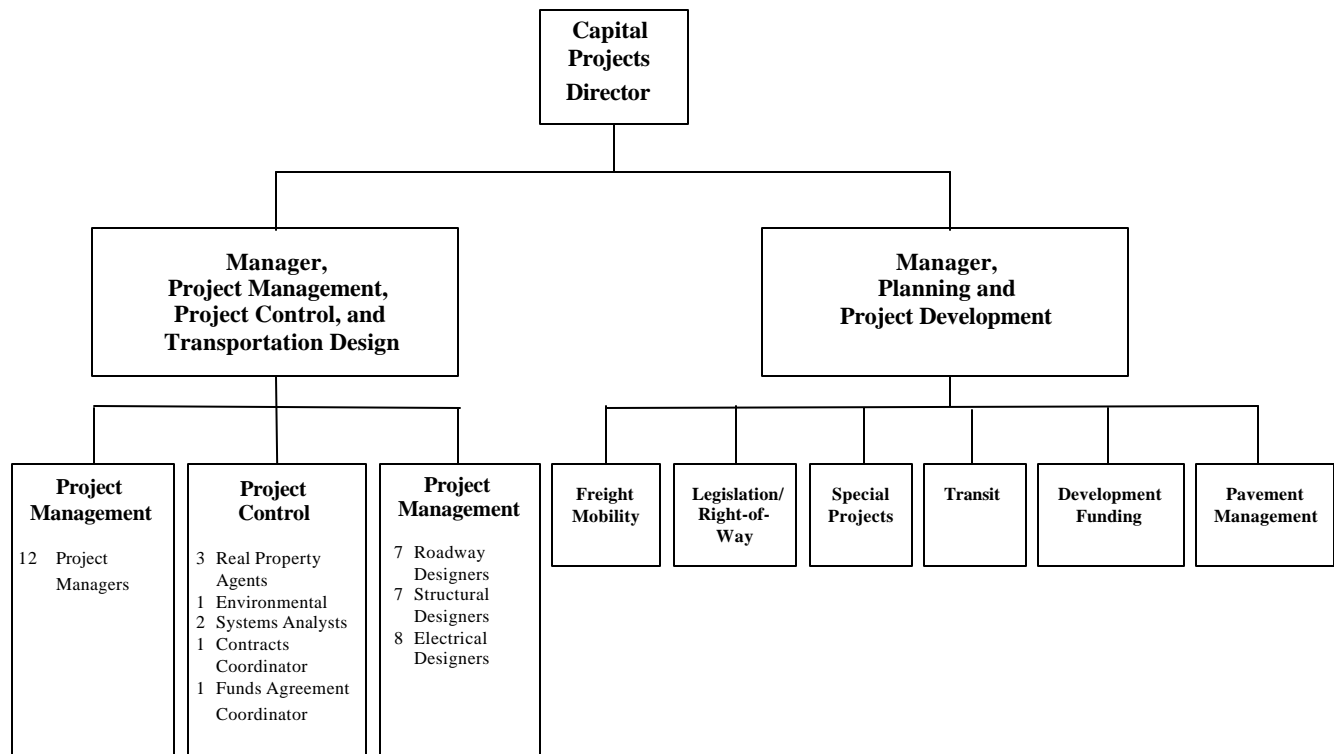 Capital
Projects
Director
Manager,
Project Management,
Project Control, and
Transportation Design
Manager,
Planning and
Project Development
Project
Management
12 Project
Managers
Project
Control
3 Real Property
Agents
1 Environmental
2 Systems Analysts
1 Contracts
Coordinator
1 Funds Agreement
Coordinator
Project
Management
7 Roadway
Designers
7 Structural
Designers
8 Electrical
Designers
Freight
Mobility
Legislation/
Right-of-
Way
Special
Projects
Transit
Development
Funding
Pavement
Management